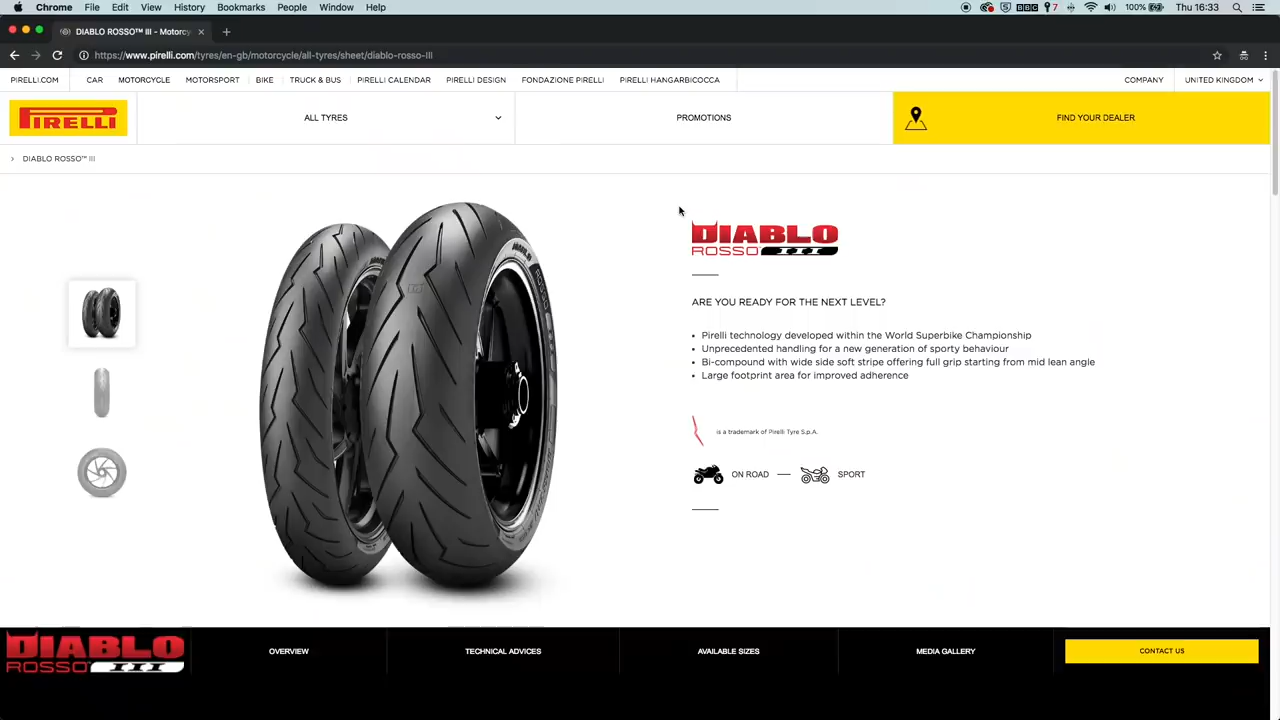 Chrome File Edit View History Bookmarks People Window Help
BBC 7 100% Thu 16:33
DIABLO ROSSO™ III - Motorcy
https://www.pirelli.com/tyres/en-gb/motorcycle/all-tyres/sheet/diablo-rosso-III
PIRELLI.COM CAR MOTORCYCLE MOTORSPORT BIKE TRUCK & BUS PIRELLI CALENDAR PIRELLI DESIGN FONDAZIONE PIRELLI PIRELLI HANGARBICOCCA COMPANY UNITED KINGDOM
PIRELLI ALL TYRES PROMOTIONS FIND YOUR DEALER
DIABLO ROSSO™ III
DIABLO
ROSSO III
ARE YOU READY FOR THE NEXT LEVEL?
• Pirelli technology developed within the World Superbike Championship
• Unprecedented handling for a new generation of sporty behaviour
• Bi-compound with wide side soft stripe offering full grip starting from mid lean angle
• Large footprint area for improved adherence
is a trademark of Pirelli Tyre S.p.A.
ON ROAD — SPORT
DIABLO
ROSSO III
OVERVIEW TECHNICAL ADVICES AVAILABLE SIZES MEDIA GALLERY CONTACT US